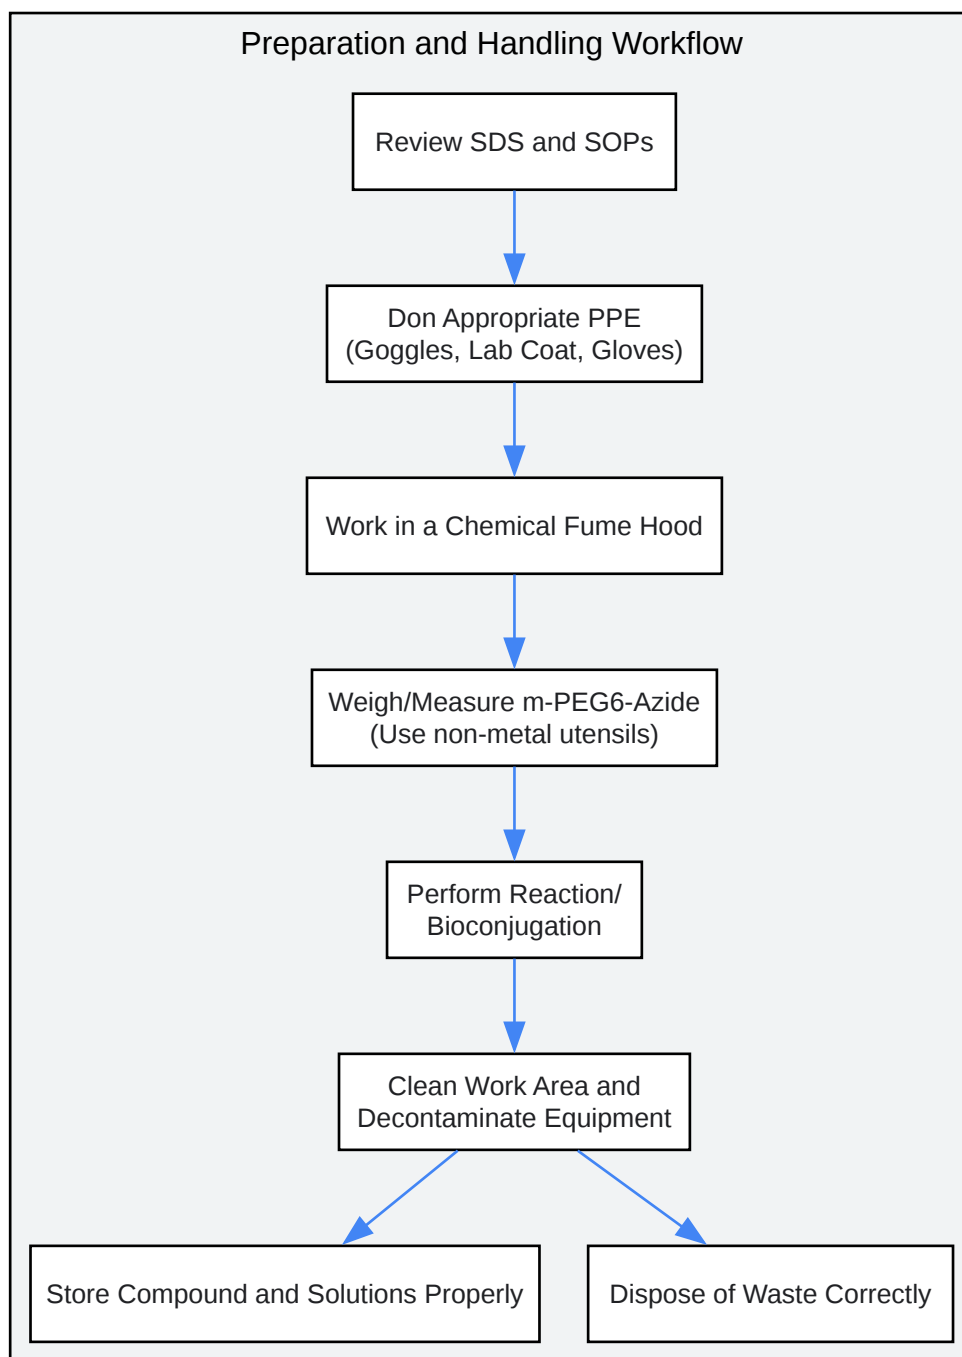 Preparation and Handling Workflow
Review SDS and SOPs
Don Appropriate PPE
(Goggles, Lab Coat, Gloves)
Work in a Chemical Fume Hood
Weigh/Measure m-PEG6-Azide
(Use non-metal utensils)
Perform Reaction/
Bioconjugation
Clean Work Area and
Decontaminate Equipment
Store Compound and Solutions Properly
Dispose of Waste Correctly